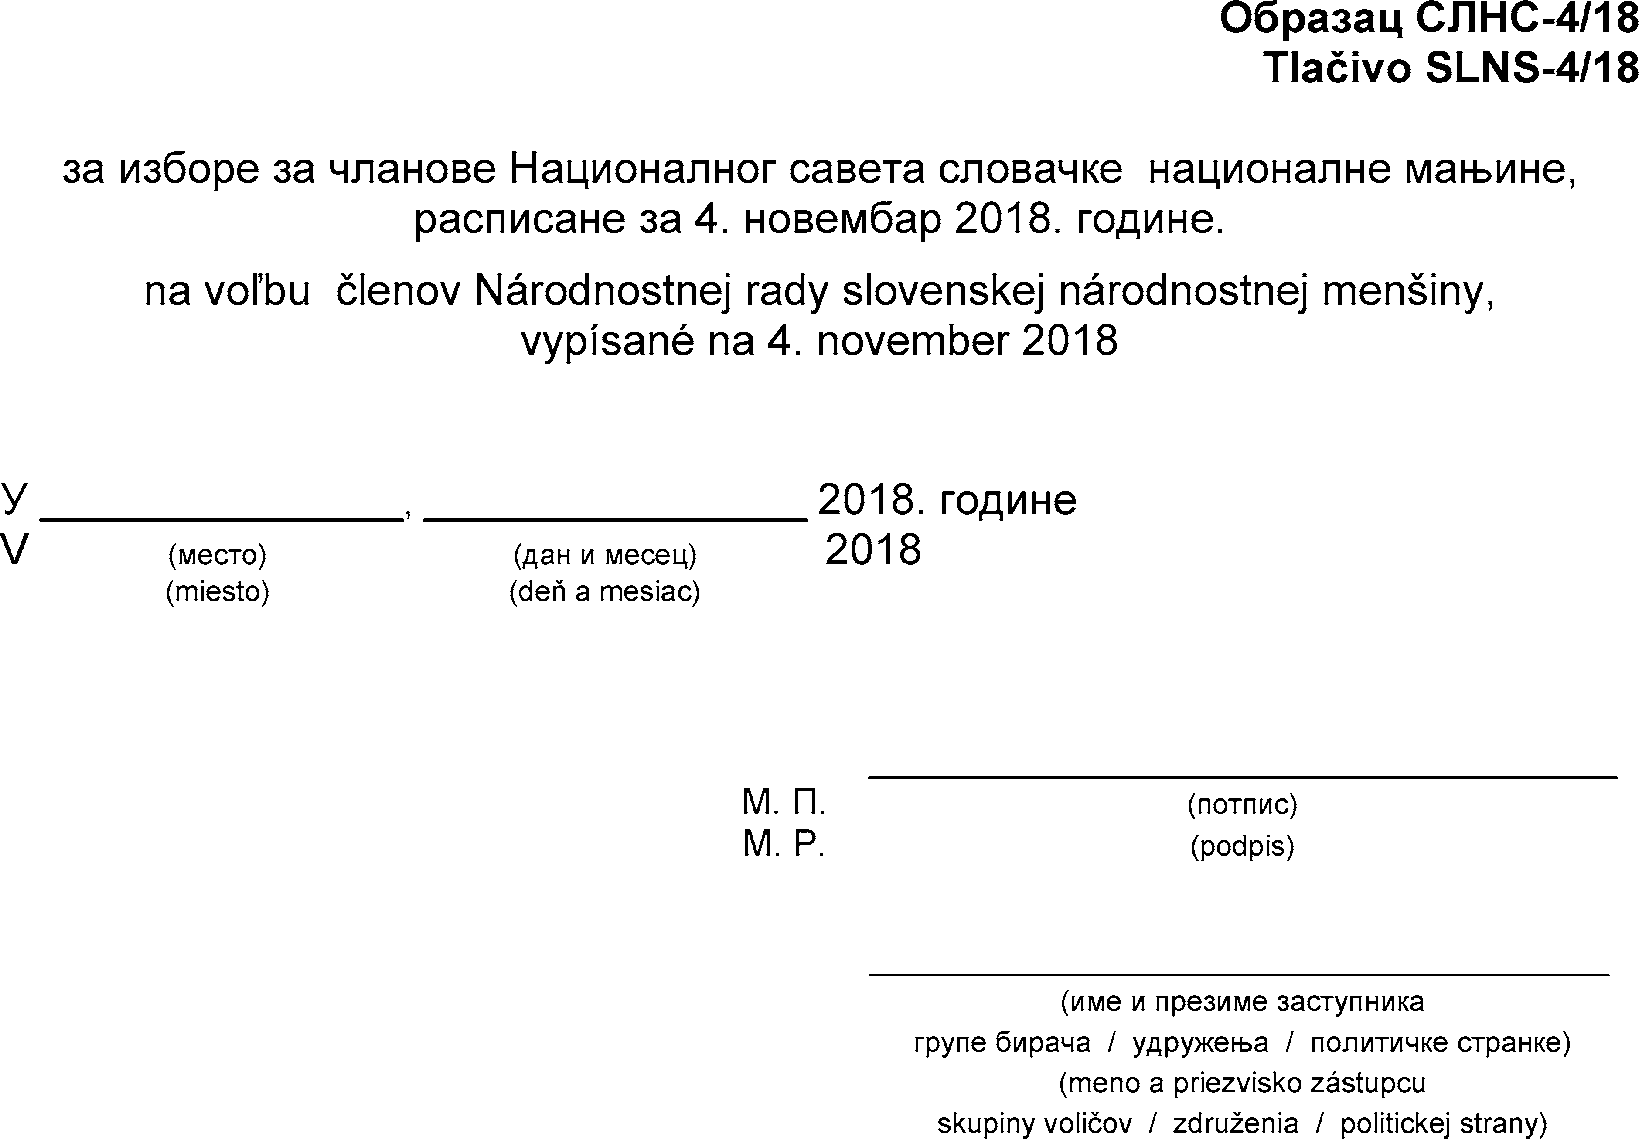 Образац СЛНС-4/18
Tlačivo SLNS-4/18
за изборе за чланове Националног савета словачке националне мањине,
расписане за 4. новембар 2018. године.
na voľbu členov Národnostnej rady slovenskej národnostnej menšiny,
vypísané na 4. november 2018
У ________________, _________________ 2018. године
V (место) (дан и месец) 2018
(miesto) (deň a mesiac)
М. П. (потпис)
M. P. (podpis)
(име и презиме заступника
групе бирача / удружења / политичке странке)
(meno a priezvisko zástupcu
skupiny voličov / združenia / politickej strany)